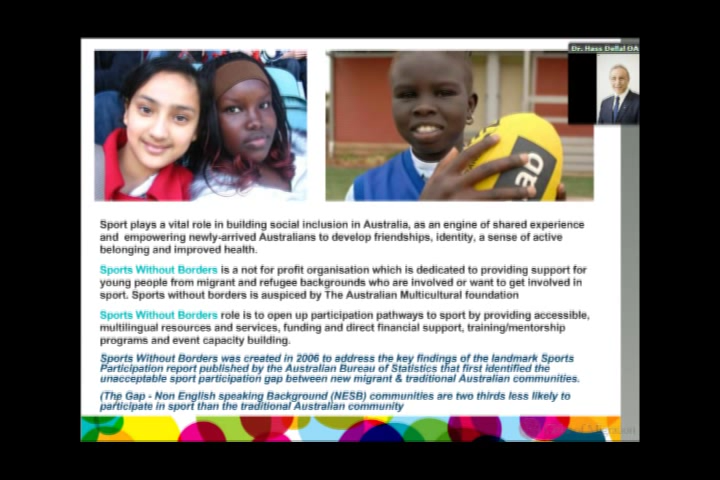 Dr. Hass Dellal OA
ab
Sport plays a vital role in building social inclusion in Australia, as an engine of shared experience
and empowering newly-arrived Australians to develop friendships, identity, a sense of active
belonging and improved health.
Sports Without Borders is a not for profit organisation which is dedicated to providing support for
young people from migrant and refugee backgrounds who are involved or want to get involved in
sport. Sports without borders is auspiced by The Australian Multicultural foundation
Sports Without Borders role is to open up participation pathways to sport by providing accessible,
multilingual resources and services, funding and direct financial support, training/mentorship
programs and event capacity building.
Sports Without Borders was created in 2006 to address the key findings of the landmark Sports
Participation report published by the Australian Bureau of Statistics that first identified the
unacceptable sport participation gap between new migrant & traditional Australian communities.
(The Gap - Non English speaking Background (NESB) communities are two thirds less likely to
participate in sport than the traditional Australian community